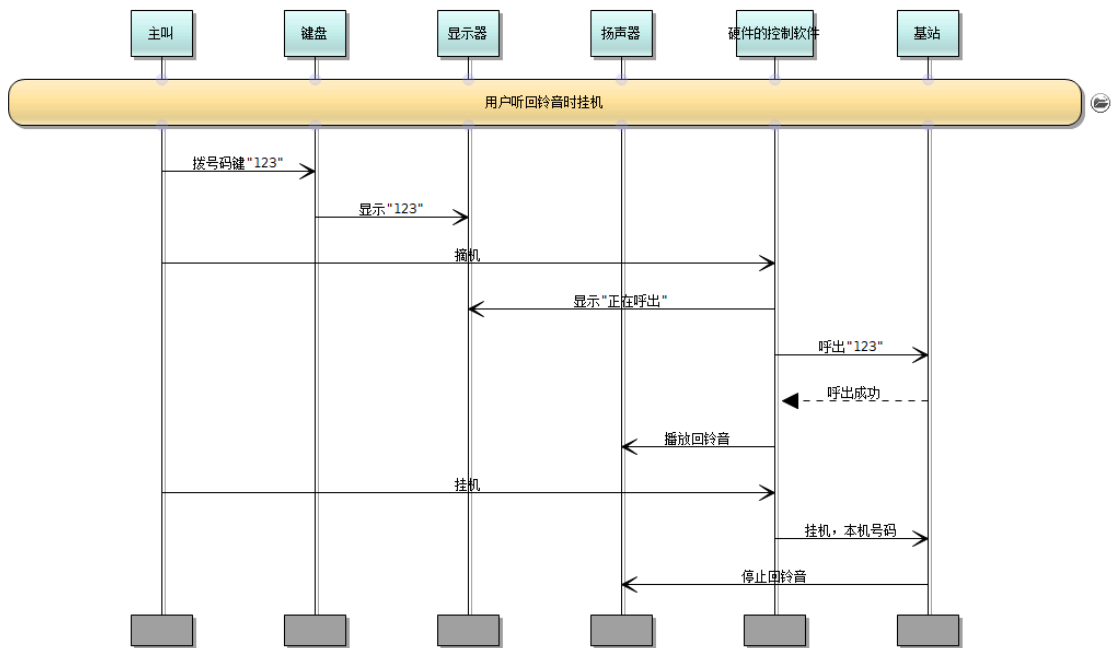 主叫
键盘
显示器
扬声器
硬件的控制软件
基站
用户听回铃音时挂机
拨号码键"123"
显示"123"
摘机
显示"正在呼出"
呼出"123"
呼出成功
播放回铃音
挂机
挂机，本机号码
停止回铃音